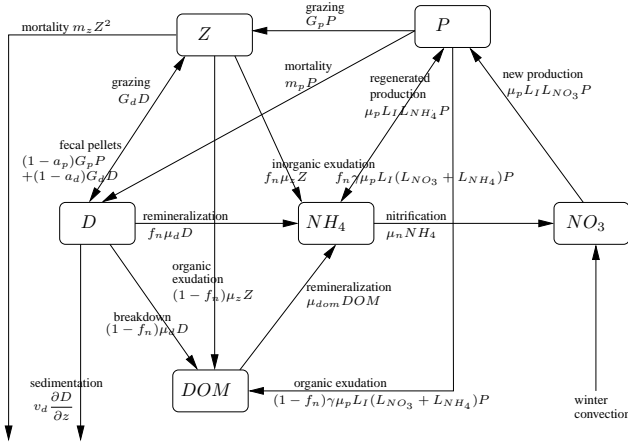 mortality $m_z Z^2$
grazing
$G_p P$
$Z$
$P$
grazing
$G_d D$
mortality
$m_p P$
regenerated
production
$\mu_p L_I L_{NH_4} P$
new production
$\mu_p L_I L_{NO_3} P$
fecal pellets
$(1-a_p)G_p P$
$+(1-a_d)G_d D$
inorganic exudation
$f_n \mu_z Z$
$f_n \gamma \mu_p L_I (L_{NO_3} + L_{NH_4})P$
$D$
remineralization
$f_n \mu_d D$
$NH_4$
nitrification
$\mu_n NH_4$
$NO_3$
organic
exudation
$(1-f_n)\mu_z Z$
remineralization
$\mu_{dom} DOM$
breakdown
$(1-f_n)\mu_d D$
sedimentation
$v_d \frac{\partial D}{\partial z}$
$DOM$
organic exudation
$(1-f_n)\gamma \mu_p L_I (L_{NO_3} + L_{NH_4})P$
winter
convection